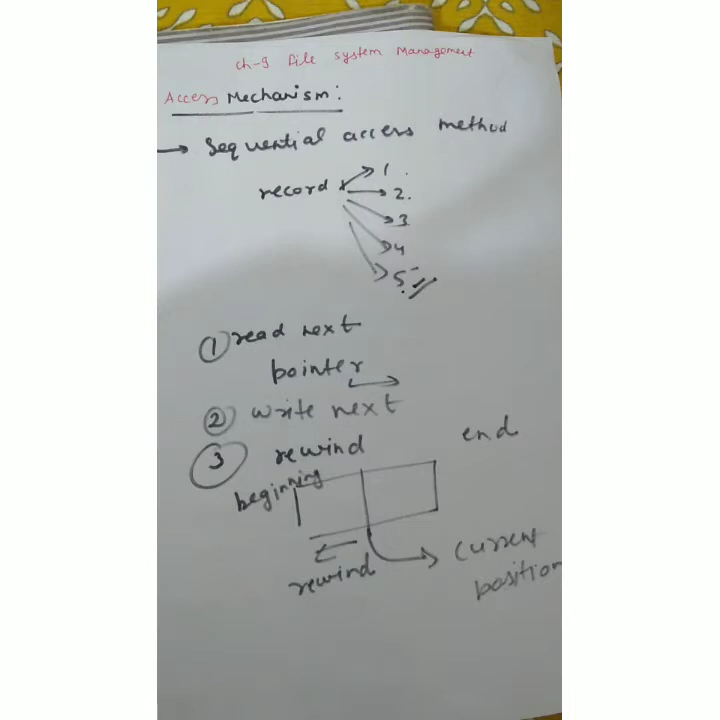 ch-9 File system Management
Access Mechanism:
→ Sequential access method
record → 1.
→ 2.
→ 3
→ 4
→ 5.
① read next
pointer
② write next
③ rewind
end
beginning
rewind
current
position